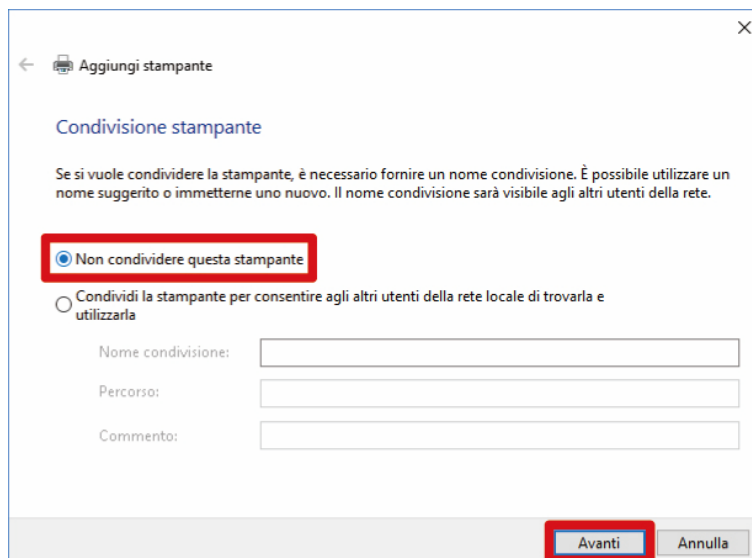 Aggiungi stampante
Condivisione stampante
Se si vuole condividere la stampante, è necessario fornire un nome condivisione. È possibile utilizzare un
nome suggerito o immetterne uno nuovo. Il nome condivisione sarà visibile agli altri utenti della rete.
Non condividere questa stampante
Condividi la stampante per consentire agli altri utenti della rete locale di trovarla e
utilizzarla
Nome condivisione:
Percorso:
Commento:
Avanti Annulla